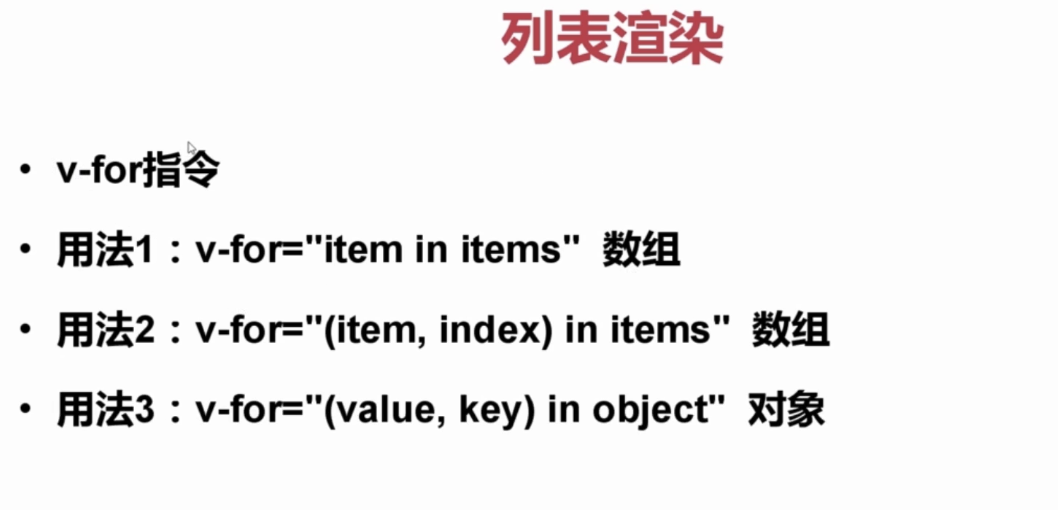 列表渲染
• v-for指令
• 用法1：v-for="item in items" 数组
• 用法2：v-for="(item, index) in items" 数组
• 用法3：v-for="(value, key) in object" 对象